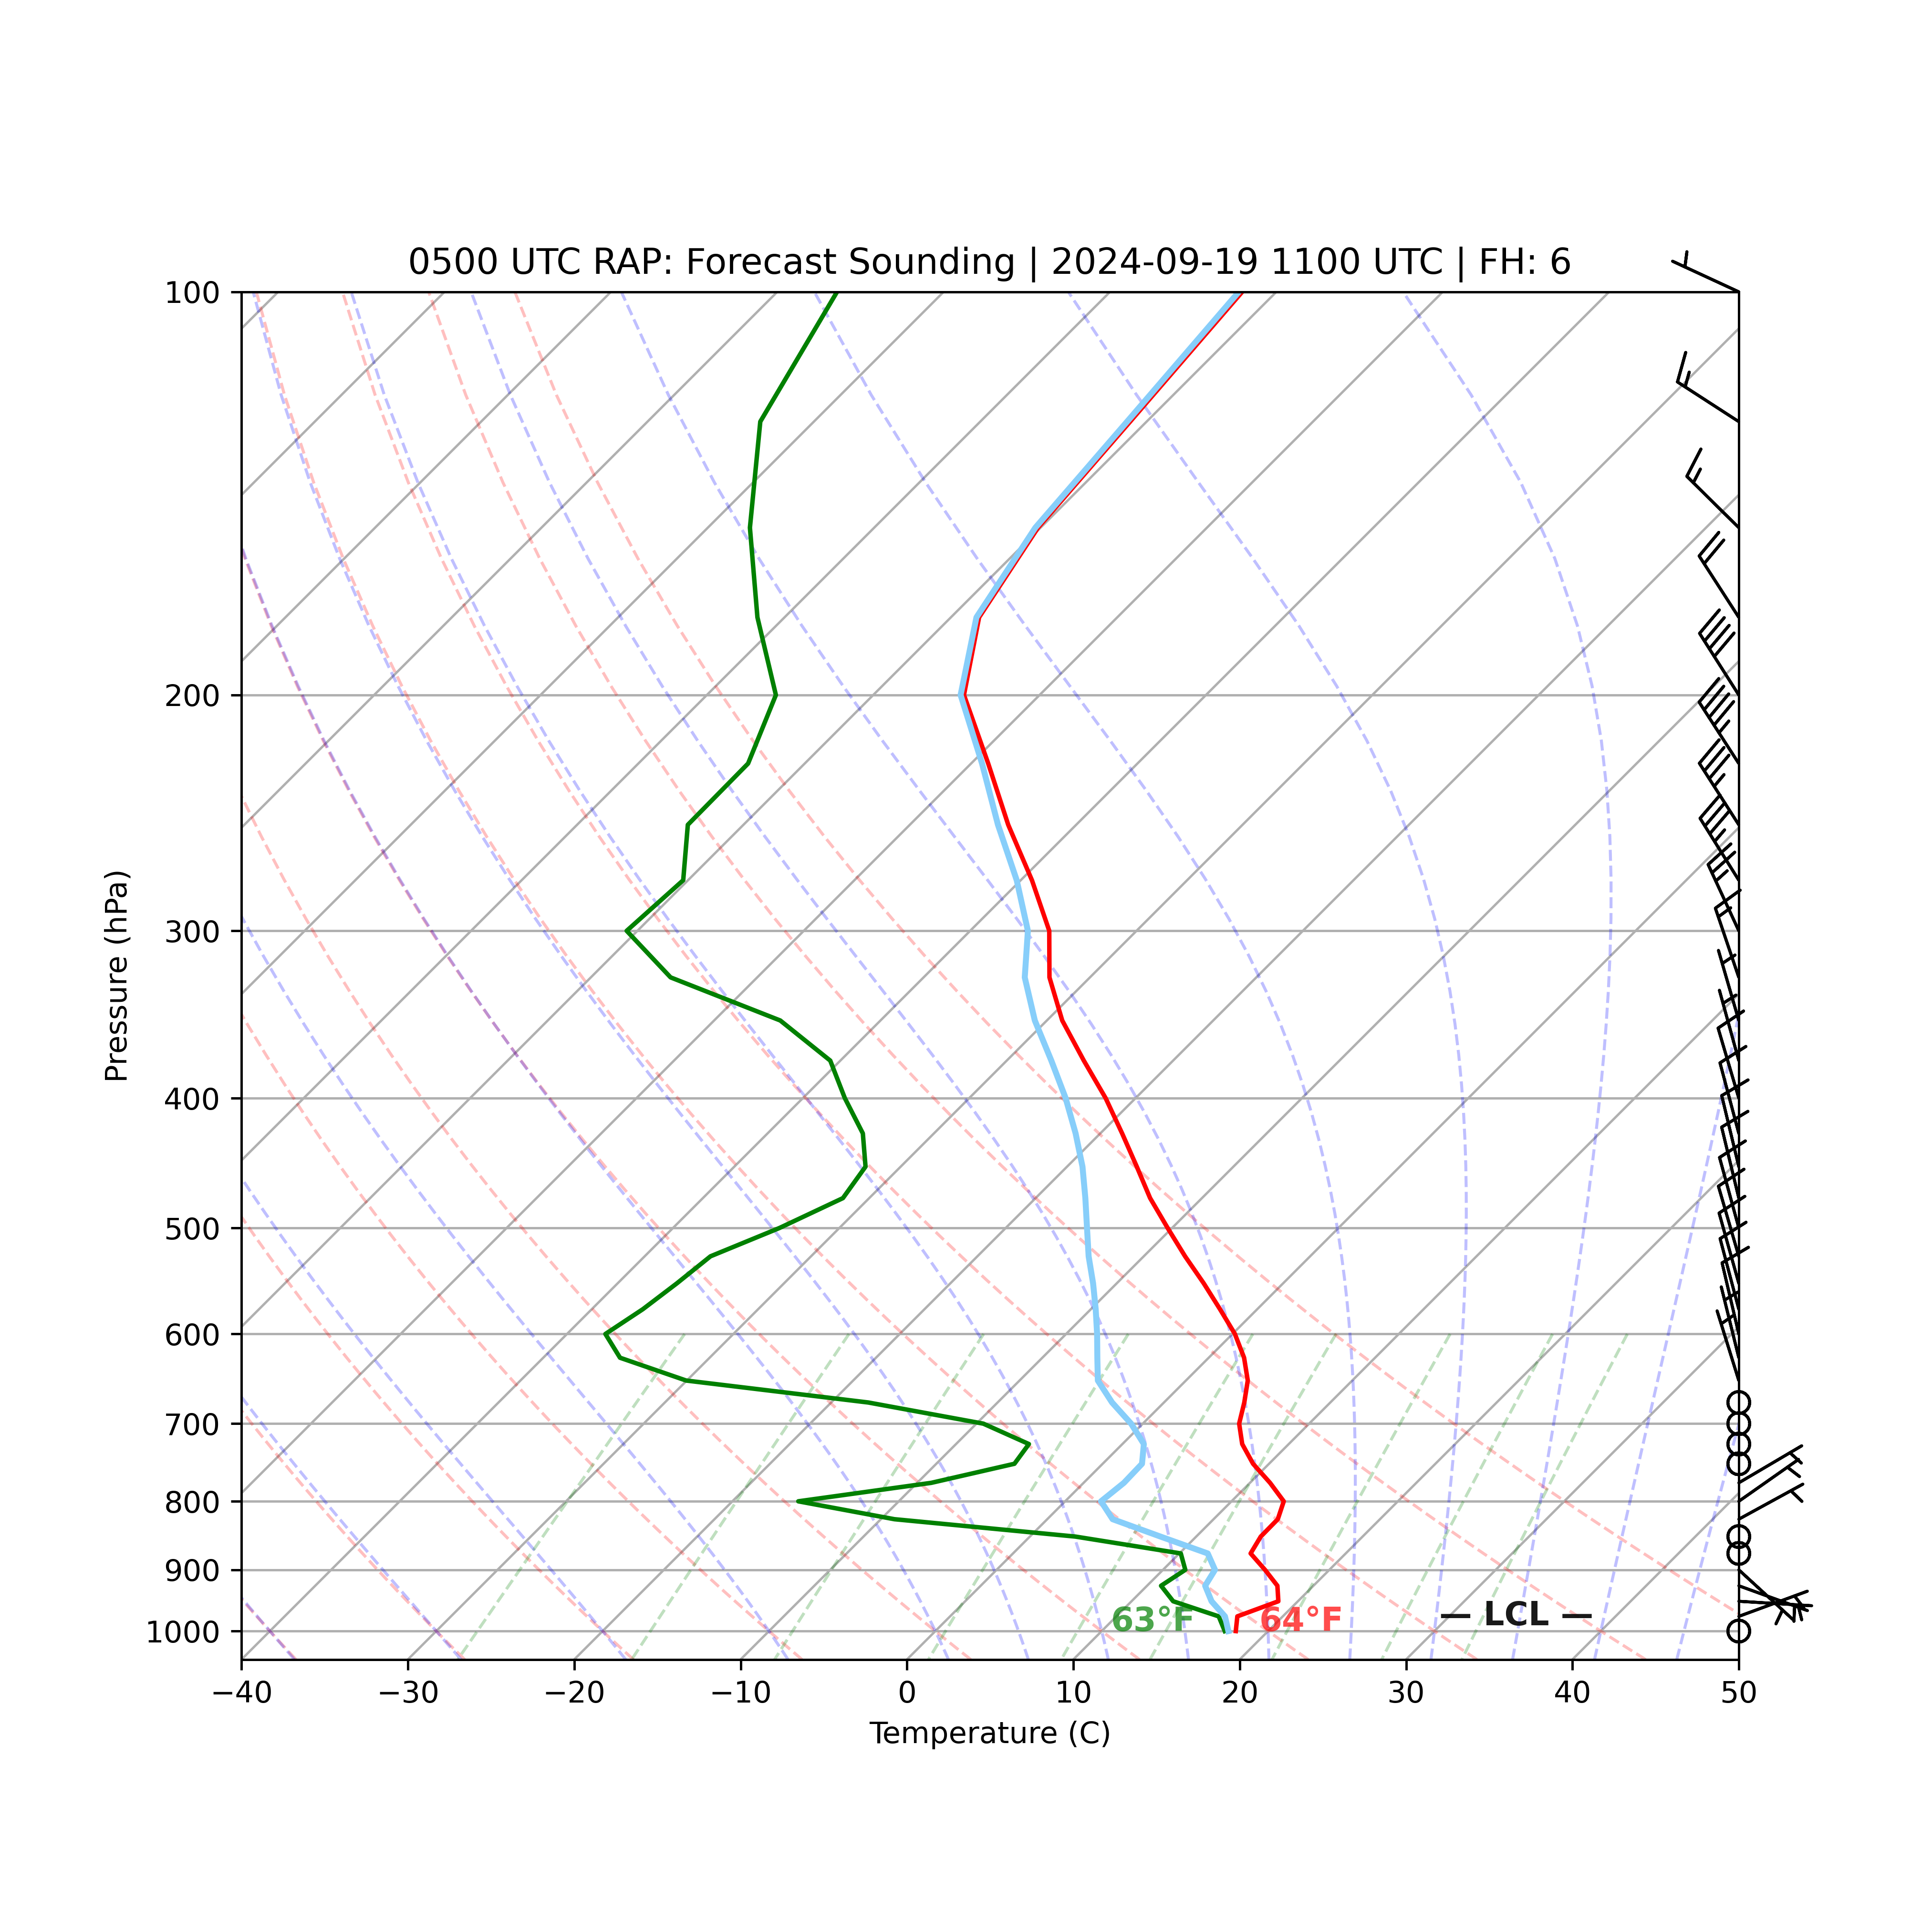 0500 UTC RAP: Forecast Sounding | 2024-09-19 1100 UTC | FH: 6
100
200
300
400
500
600
700
800
900
1000
Pressure (hPa)
63°F 64°F — LCL —
−40 −30 −20 −10 0 10 20 30 40 50
Temperature (C)